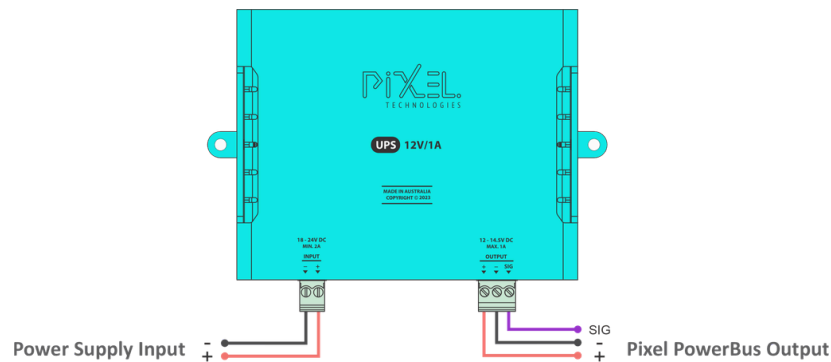 PiXEL.
TECHNOLOGIES
UPS 12V/1A
MADE IN AUSTRALIA
COPYRIGHT © 2023
18 - 24V DC
MIN. 2A
INPUT
- +
12 - 14.5V DC
MAX. 1A
OUTPUT
+ - SIG
SIG
Power Supply Input -
+
- Pixel PowerBus Output
+